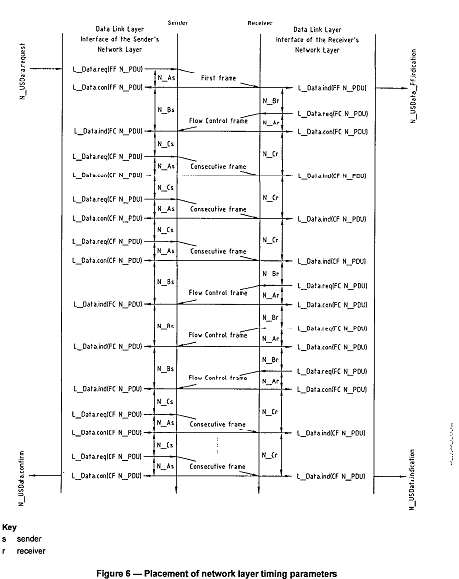 Sender Receiver
Data Link Layer
Interface of the Sender's
Network Layer
Data Link Layer
Interface of the Receiver's
Network Layer
N_USData.request
N_USData_FF.indication
L_Data.req(FF N_PDU)
N_As
First frame
L_Data.con(FF N_PDU)
L_Data.ind(FF N_PDU)
N_Br
N_Bs
L_Data.req(FC N_PDU)
Flow Control frame
N_Ar
L_Data.ind(FC N_PDU)
L_Data.con(FC N_PDU)
N_Cs
L_Data.req(CF N_PDU)
N_Cr
N_As
Consecutive frame
L_Data.con(CF N_PDU)
L_Data.ind(CF N_PDU)
N_Cs
L_Data.req(CF N_PDU)
N_Cr
N_As
Consecutive frame
L_Data.con(CF N_PDU)
L_Data.ind(CF N_PDU)
N_Cs
L_Data.req(CF N_PDU)
N_Cr
N_As
Consecutive frame
L_Data.con(CF N_PDU)
L_Data.ind(CF N_PDU)
N_Br
N_Bs
L_Data.req(FC N_PDU)
Flow Control frame
N_Ar
L_Data.ind(FC N_PDU)
L_Data.con(FC N_PDU)
N_Br
L_Data.req(FC N_PDU)
Flow Control frame
N_Ar
L_Data.ind(FC N_PDU)
L_Data.con(FC N_PDU)
N_Br
N_Bs
L_Data.req(FC N_PDU)
Flow Control frame
N_Ar
L_Data.ind(FC N_PDU)
L_Data.con(FC N_PDU)
N_Cs
L_Data.req(CF N_PDU)
N_Cr
N_As
Consecutive frame
L_Data.con(CF N_PDU)
L_Data.ind(CF N_PDU)
N_Cs
L_Data.req(CF N_PDU)
N_Cr
N_As
Consecutive frame
L_Data.con(CF N_PDU)
L_Data.ind(CF N_PDU)
N_USData.confirm
N_USData.indication
Key
s sender
r receiver
Figure 6 — Placement of network layer timing parameters